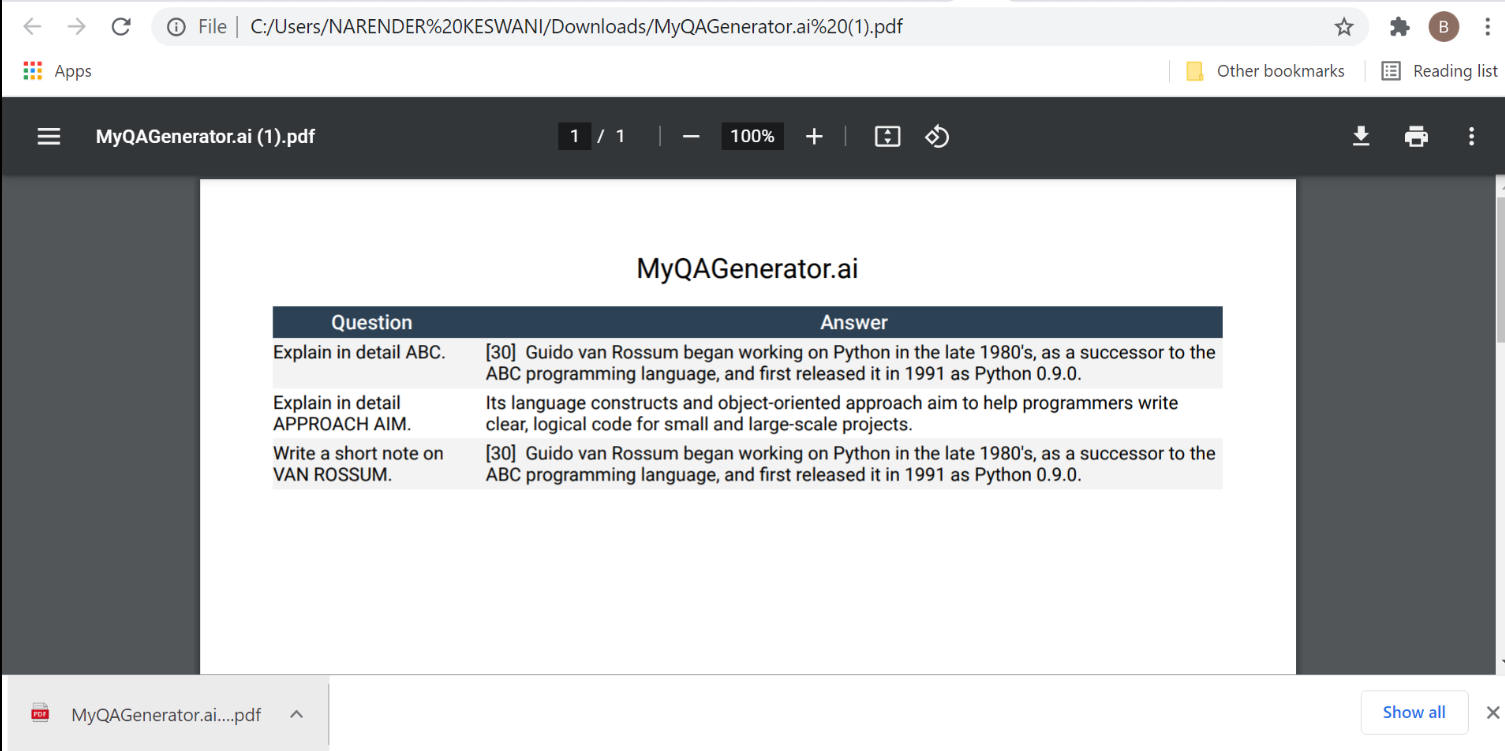 File | C:/Users/NARENDER%20KESWANI/Downloads/MyQAGenerator.ai%20(1).pdf
B
Apps
Other bookmarks
Reading list
MyQAGenerator.ai (1).pdf
1 / 1
100%
MyQAGenerator.ai
Question Answer
Explain in detail ABC. [30] Guido van Rossum began working on Python in the late 1980's, as a successor to the
ABC programming language, and first released it in 1991 as Python 0.9.0.
Explain in detail Its language constructs and object-oriented approach aim to help programmers write
APPROACH AIM. clear, logical code for small and large-scale projects.
Write a short note on [30] Guido van Rossum began working on Python in the late 1980's, as a successor to the
VAN ROSSUM. ABC programming language, and first released it in 1991 as Python 0.9.0.
PDF
MyQAGenerator.ai....pdf
Show all